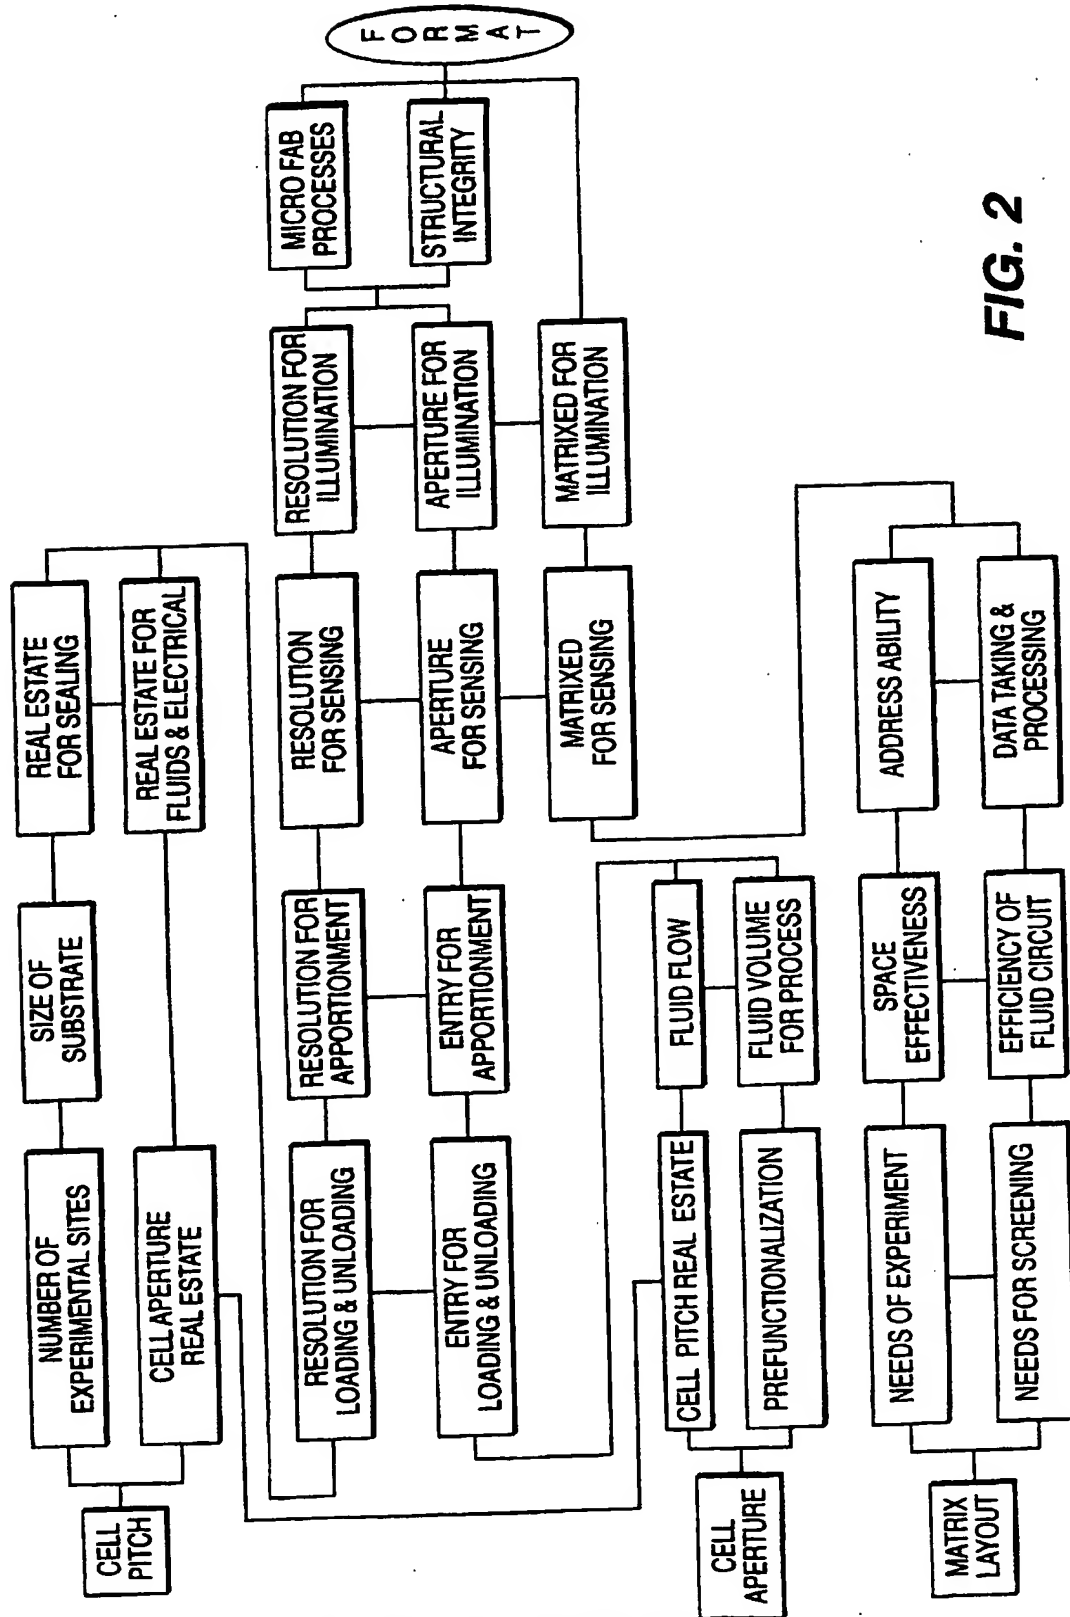 CELL
PITCH
NUMBER OF
EXPERIMENTAL SITES
SIZE OF
SUBSTRATE
REAL ESTATE
FOR SEALING
CELL APERTURE
REAL ESTATE
REAL ESTATE FOR
FLUIDS & ELECTRICAL
RESOLUTION FOR
LOADING & UNLOADING
RESOLUTION FOR
APPORTIONMENT
RESOLUTION
FOR SENSING
RESOLUTION FOR
ILLUMINATION
MICRO FAB
PROCESSES
ENTRY FOR
LOADING & UNLOADING
ENTRY FOR
APPORTIONMENT
APERTURE
FOR SENSING
APERTURE FOR
ILLUMINATION
STRUCTURAL
INTEGRITY
MATRIXED
FOR SENSING
MATRIXED FOR
ILLUMINATION
FORMAT
CELL
APERTURE
CELL PITCH REAL ESTATE
FLUID FLOW
PREFUNCTIONALIZATION
FLUID VOLUME
FOR PROCESS
MATRIX
LAYOUT
NEEDS OF EXPERIMENT
SPACE
EFFECTIVENESS
ADDRESS ABILITY
NEEDS FOR SCREENING
EFFICIENCY OF
FLUID CIRCUIT
DATA TAKING &
PROCESSING
FIG. 2